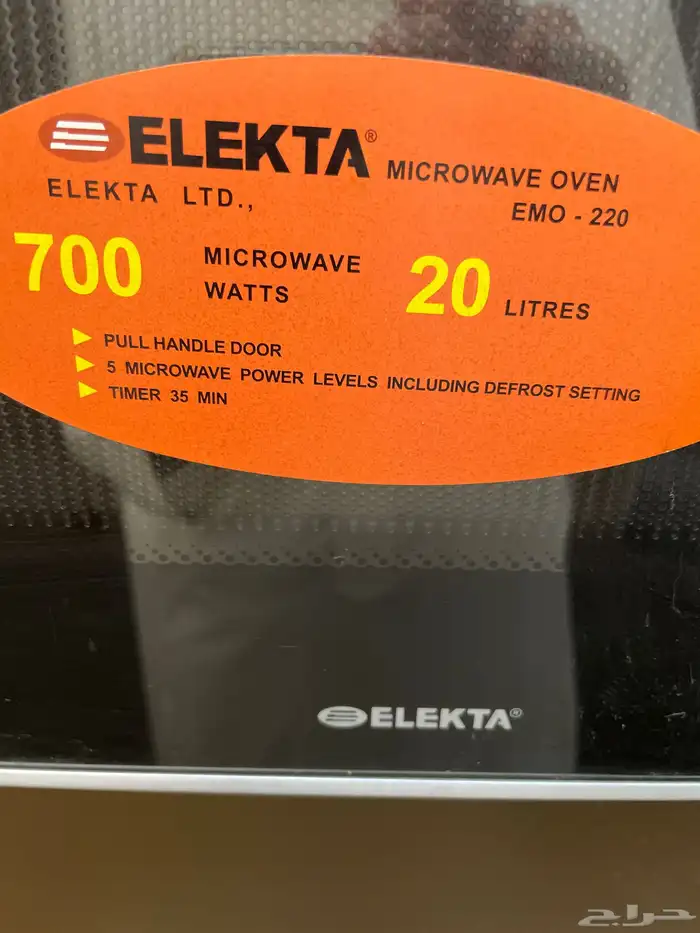 ELEKTA® MICROWAVE OVEN
ELEKTA LTD., EMO - 220
700 MICROWAVE WATTS 20 LITRES
PULL HANDLE DOOR
5 MICROWAVE POWER LEVELS INCLUDING DEFROST SETTING
TIMER 35 MIN
ELEKTA®
حراج